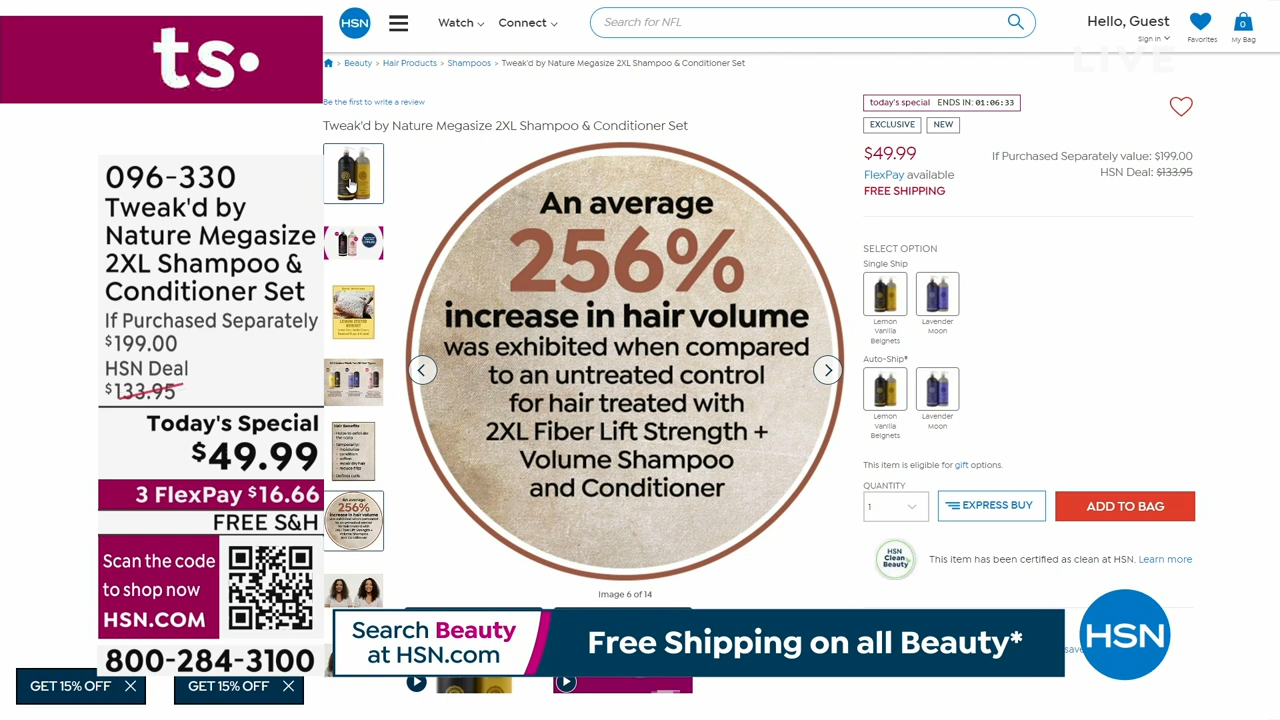 ts.
HSN
Watch
Connect
Search for NFL
Hello, Guest
Sign in
Favorites
0
My Bag
LIVE
Beauty > Hair Products > Shampoos > Tweak'd by Nature Megasize 2XL Shampoo & Conditioner Set
Be the first to write a review
Tweak'd by Nature Megasize 2XL Shampoo & Conditioner Set
096-330
Tweak'd by
Nature Megasize
2XL Shampoo &
Conditioner Set
If Purchased Separately
$199.00
HSN Deal
$133.95
Today's Special
$49.99
3 FlexPay $16.66
FREE S&H
Scan the code
to shop now
HSN.COM
800-284-3100
GET 15% OFF
GET 15% OFF
An average
256%
increase in hair volume
was exhibited when compared
to an untreated control
for hair treated with
2XL Fiber Lift Strength +
Volume Shampoo
and Conditioner
Image 6 of 14
today's special ENDS IN: 01:06:33
EXCLUSIVE
NEW
$49.99
If Purchased Separately value: $199.00
HSN Deal: $133.95
FlexPay available
FREE SHIPPING
SELECT OPTION
Single Ship
Lemon
Vanilla
Beignets
Lavender
Moon
Auto-Ship®
Lemon
Vanilla
Beignets
Lavender
Moon
This item is eligible for gift options.
QUANTITY
1
EXPRESS BUY
ADD TO BAG
HSN
Clean
Beauty
This item has been certified as clean at HSN. Learn more
Search Beauty
at HSN.com
Free Shipping on all Beauty*
HSN
save